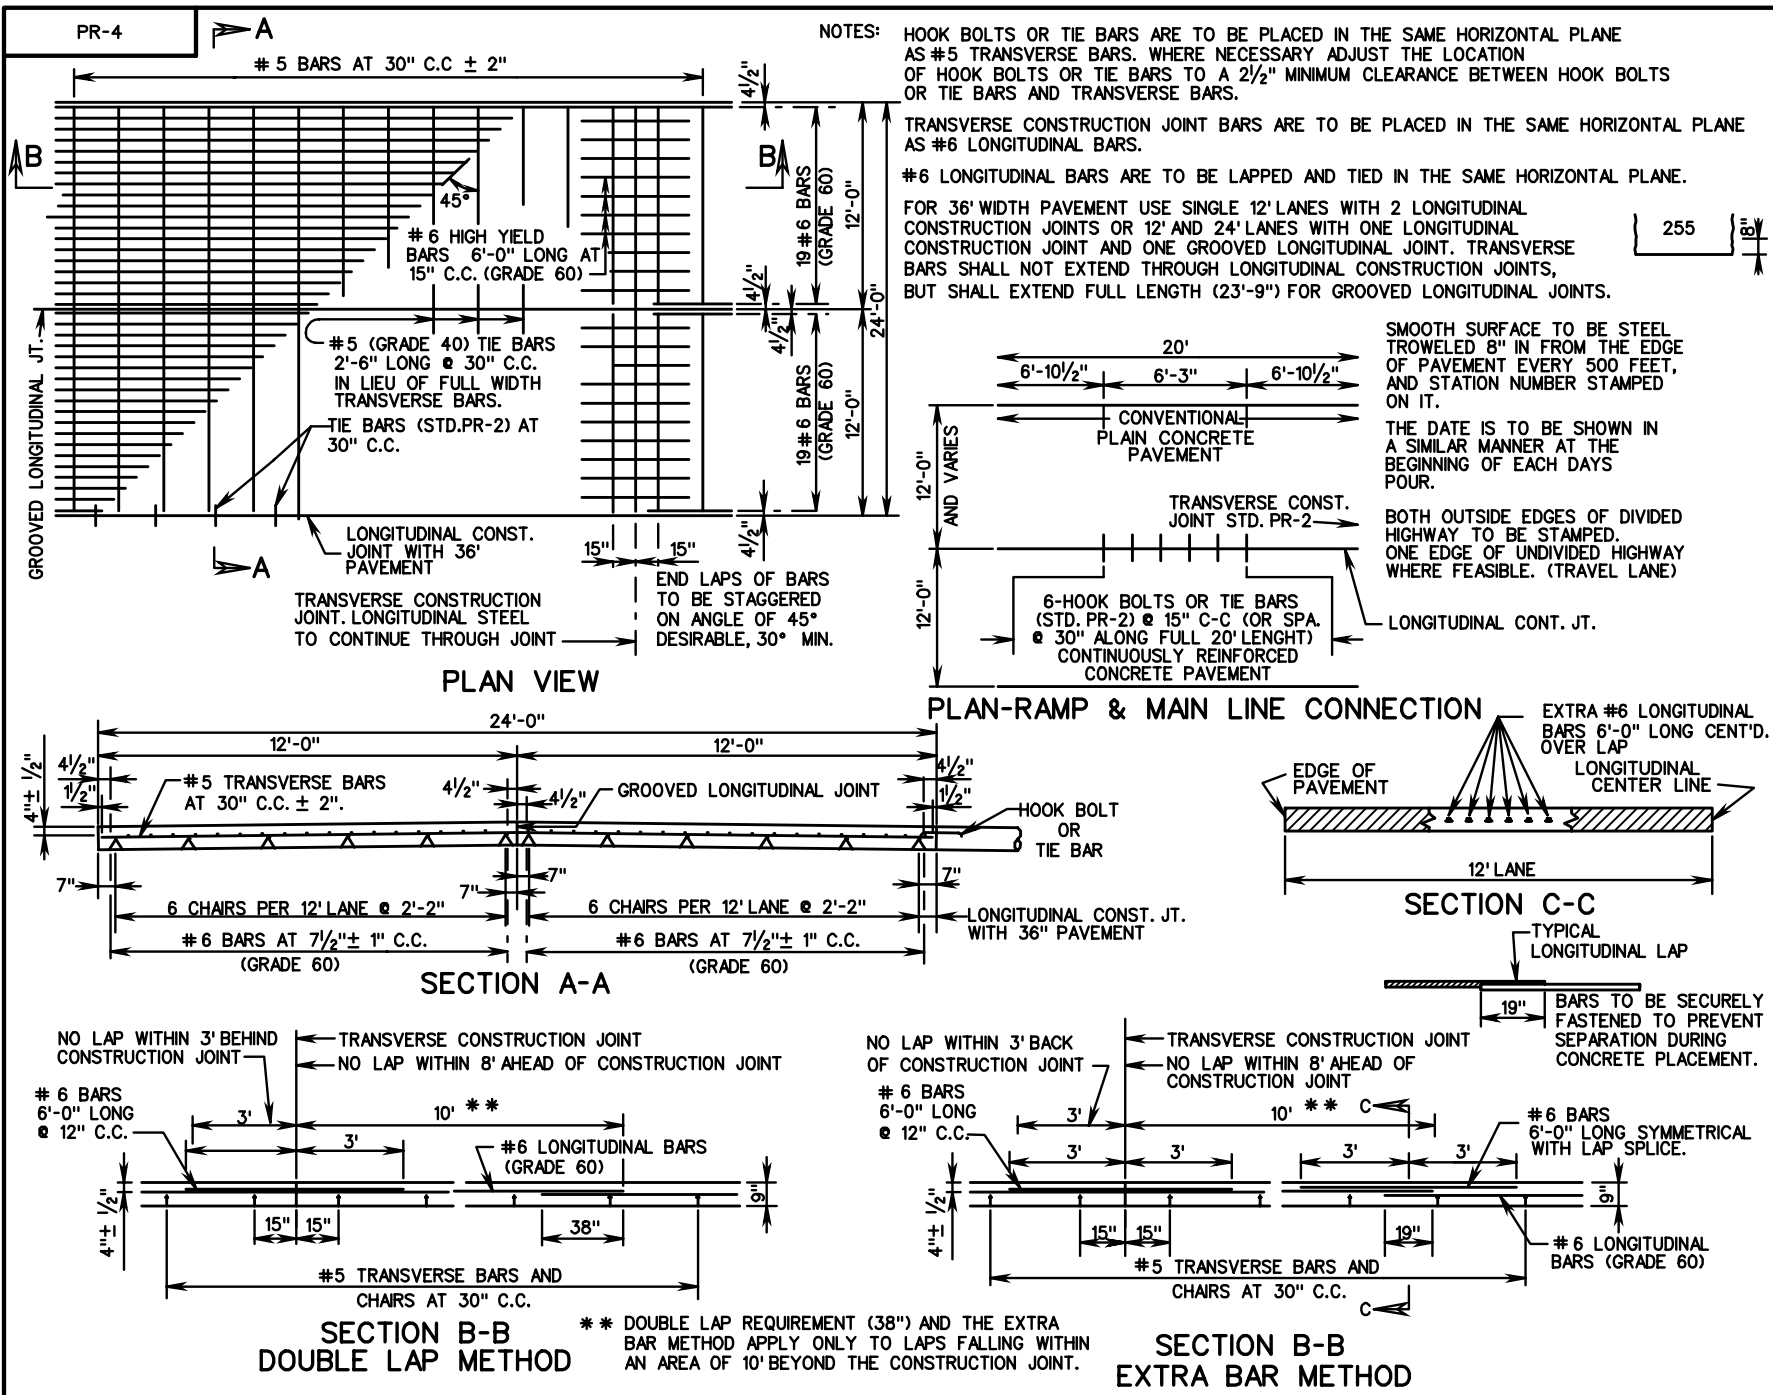 PR-4
A
# 5 BARS AT 30" C.C ± 2"
4½"
B
B
45°
#6 HIGH YIELD
BARS 6'-0" LONG AT
15" C.C. (GRADE 60)
19#6 BARS
(GRADE 60)
12'-0"
4½"
24'-0"
4½"
#5 (GRADE 40) TIE BARS
2'-6" LONG @ 30" C.C.
IN LIEU OF FULL WIDTH
TRANSVERSE BARS.
TIE BARS (STD.PR-2) AT
30" C.C.
19#6 BARS
(GRADE 60)
12'-0"
GROOVED LONGITUDINAL JT.
LONGITUDINAL CONST.
JOINT WITH 36'
PAVEMENT
A
15"
15"
4½"
TRANSVERSE CONSTRUCTION
JOINT. LONGITUDINAL STEEL
TO CONTINUE THROUGH JOINT
END LAPS OF BARS
TO BE STAGGERED
ON ANGLE OF 45°
DESIRABLE, 30° MIN.
PLAN VIEW
NOTES:
HOOK BOLTS OR TIE BARS ARE TO BE PLACED IN THE SAME HORIZONTAL PLANE
AS #5 TRANSVERSE BARS. WHERE NECESSARY ADJUST THE LOCATION
OF HOOK BOLTS OR TIE BARS TO A 2½" MINIMUM CLEARANCE BETWEEN HOOK BOLTS
OR TIE BARS AND TRANSVERSE BARS.
TRANSVERSE CONSTRUCTION JOINT BARS ARE TO BE PLACED IN THE SAME HORIZONTAL PLANE
AS #6 LONGITUDINAL BARS.
#6 LONGITUDINAL BARS ARE TO BE LAPPED AND TIED IN THE SAME HORIZONTAL PLANE.
FOR 36' WIDTH PAVEMENT USE SINGLE 12' LANES WITH 2 LONGITUDINAL
CONSTRUCTION JOINTS OR 12' AND 24' LANES WITH ONE LONGITUDINAL
CONSTRUCTION JOINT AND ONE GROOVED LONGITUDINAL JOINT. TRANSVERSE
BARS SHALL NOT EXTEND THROUGH LONGITUDINAL CONSTRUCTION JOINTS,
BUT SHALL EXTEND FULL LENGTH (23'-9") FOR GROOVED LONGITUDINAL JOINTS.
255
8"
20'
6'-10½"
6'-3"
6'-10½"
CONVENTIONAL
PLAIN CONCRETE
PAVEMENT
12'-0"
AND VARIES
TRANSVERSE CONST.
JOINT STD. PR-2
12'-0"
6-HOOK BOLTS OR TIE BARS
(STD. PR-2) @ 15" C-C (OR SPA.
@ 30" ALONG FULL 20' LENGHT)
CONTINUOUSLY REINFORCED
CONCRETE PAVEMENT
LONGITUDINAL CONT. JT.
PLAN-RAMP & MAIN LINE CONNECTION
SMOOTH SURFACE TO BE STEEL
TROWELED 8" IN FROM THE EDGE
OF PAVEMENT EVERY 500 FEET,
AND STATION NUMBER STAMPED
ON IT.
THE DATE IS TO BE SHOWN IN
A SIMILAR MANNER AT THE
BEGINNING OF EACH DAYS
POUR.
BOTH OUTSIDE EDGES OF DIVIDED
HIGHWAY TO BE STAMPED.
ONE EDGE OF UNDIVIDED HIGHWAY
WHERE FEASIBLE. (TRAVEL LANE)
24'-0"
12'-0"
12'-0"
4"± ½"
4½"
1½"
#5 TRANSVERSE BARS
AT 30" C.C. ± 2".
4½"
4½"
GROOVED LONGITUDINAL JOINT
4½"
1½"
HOOK BOLT
OR
TIE BAR
7"
7"
7"
7"
6 CHAIRS PER 12' LANE @ 2'-2"
6 CHAIRS PER 12' LANE @ 2'-2"
LONGITUDINAL CONST. JT.
WITH 36" PAVEMENT
#6 BARS AT 7½"± 1" C.C.
(GRADE 60)
#6 BARS AT 7½"± 1" C.C.
(GRADE 60)
SECTION A-A
EXTRA #6 LONGITUDINAL
BARS 6'-0" LONG CENT'D.
OVER LAP
EDGE OF
PAVEMENT
LONGITUDINAL
CENTER LINE
12' LANE
SECTION C-C
TYPICAL
LONGITUDINAL LAP
19"
BARS TO BE SECURELY
FASTENED TO PREVENT
SEPARATION DURING
CONCRETE PLACEMENT.
NO LAP WITHIN 3' BEHIND
CONSTRUCTION JOINT
TRANSVERSE CONSTRUCTION JOINT
NO LAP WITHIN 8' AHEAD OF CONSTRUCTION JOINT
# 6 BARS
6'-0" LONG
@ 12" C.C.
3'
10' **
3'
#6 LONGITUDINAL BARS
(GRADE 60)
4"± ½"
9"
15"
15"
38"
#5 TRANSVERSE BARS AND
CHAIRS AT 30" C.C.
SECTION B-B
DOUBLE LAP METHOD
** DOUBLE LAP REQUIREMENT (38") AND THE EXTRA
BAR METHOD APPLY ONLY TO LAPS FALLING WITHIN
AN AREA OF 10' BEYOND THE CONSTRUCTION JOINT.
NO LAP WITHIN 3' BACK
OF CONSTRUCTION JOINT
TRANSVERSE CONSTRUCTION JOINT
NO LAP WITHIN 8' AHEAD OF
CONSTRUCTION JOINT
# 6 BARS
6'-0" LONG
@ 12" C.C.
3'
10' **
C
#6 BARS
6'-0" LONG SYMMETRICAL
WITH LAP SPLICE.
3'
3'
3'
3'
4"± ½"
9"
15"
15"
19"
# 6 LONGITUDINAL
BARS (GRADE 60)
#5 TRANSVERSE BARS AND
CHAIRS AT 30" C.C.
C
SECTION B-B
EXTRA BAR METHOD